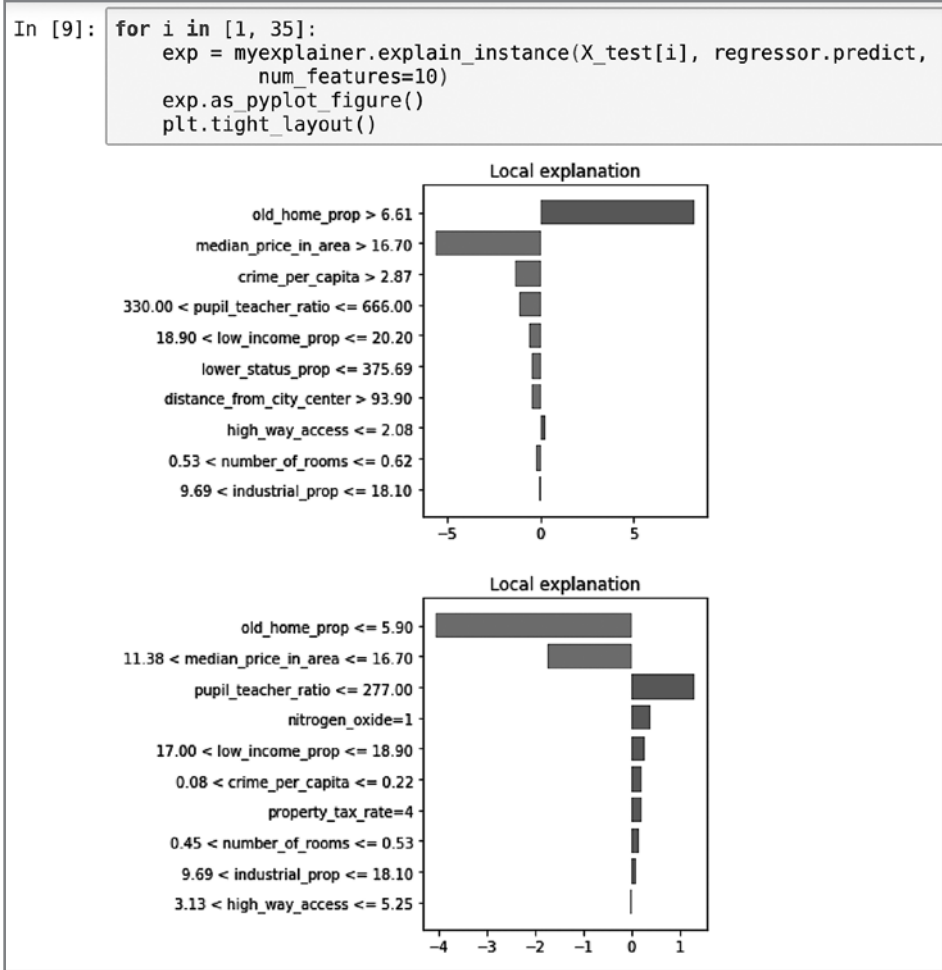 In [9]: for i in [1, 35]:
exp = myexplainer.explain_instance(X_test[i], regressor.predict,
num_features=10)
exp.as_pyplot_figure()
plt.tight_layout()
Local explanation
old_home_prop > 6.61
median_price_in_area > 16.70
crime_per_capita > 2.87
330.00 < pupil_teacher_ratio <= 666.00
18.90 < low_income_prop <= 20.20
lower_status_prop <= 375.69
distance_from_city_center > 93.90
high_way_access <= 2.08
0.53 < number_of_rooms <= 0.62
9.69 < industrial_prop <= 18.10
−5 0 5
Local explanation
old_home_prop <= 5.90
11.38 < median_price_in_area <= 16.70
pupil_teacher_ratio <= 277.00
nitrogen_oxide=1
17.00 < low_income_prop <= 18.90
0.08 < crime_per_capita <= 0.22
property_tax_rate=4
0.45 < number_of_rooms <= 0.53
9.69 < industrial_prop <= 18.10
3.13 < high_way_access <= 5.25
−4 −3 −2 −1 0 1